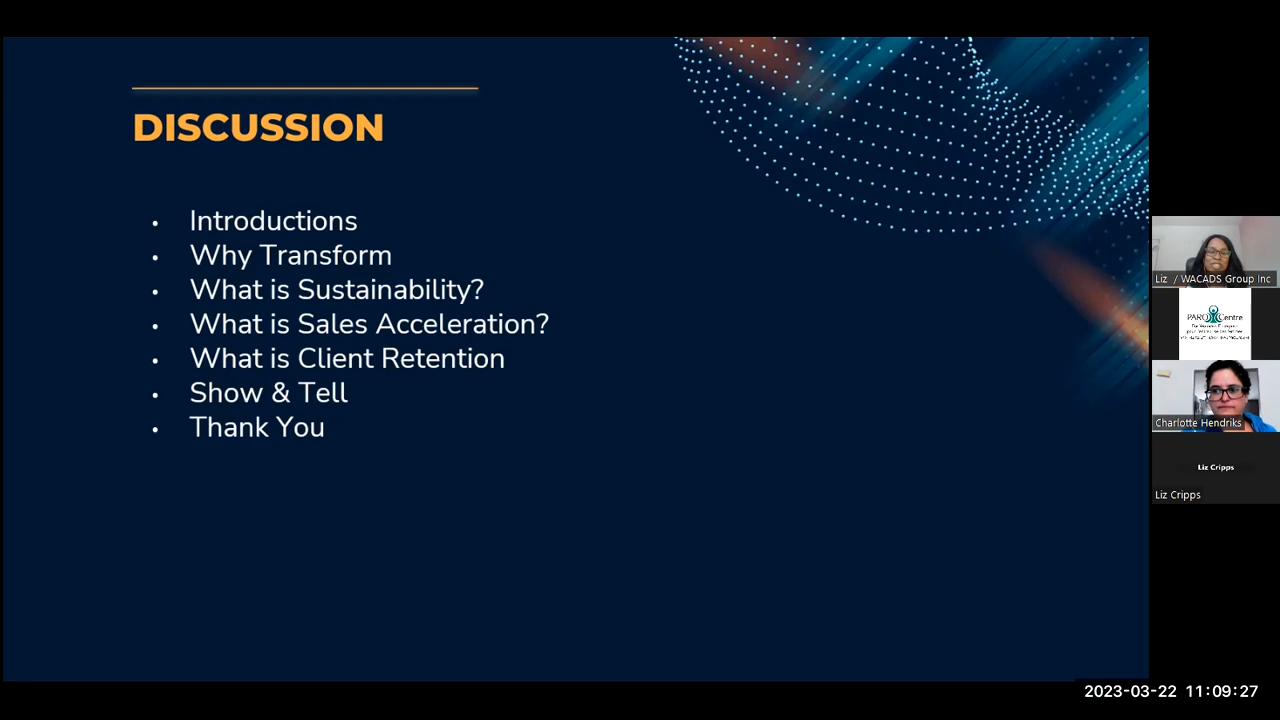 DISCUSSION
• Introductions
• Why Transform
• What is Sustainability?
• What is Sales Acceleration?
• What is Client Retention
• Show & Tell
• Thank You
Liz / WACADS Group Inc
PARO Centre
Charlotte Hendriks
Liz Cripps
Liz Cripps
2023-03-22 11:09:27